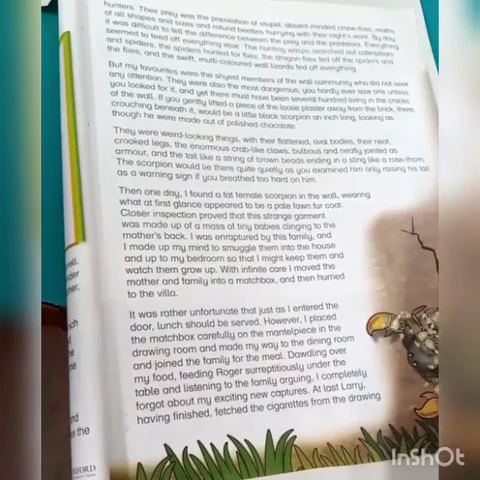 hunters. Their prey was the population of stupid, absent-minded crane-flies, moths
of all shapes and sizes and rotund beetles hurrying with their night's work. By day
it was difficult to tell the difference between the prey and the predators. Everything
seemed to feed off everything else. The hunting wasps searched out caterpillars
and spiders; the spiders hunted for flies; the dragon-flies fed off the spiders and
the flies; and the swift, multi-coloured wall lizards fed off everything.
But my favourites were the shyest members of the wall community who did not seek
any attention. They were also the most dangerous; you hardly ever saw one unless
you looked for it, and yet there must have been several hundred living in the cracks
of the wall. If you gently lifted a piece of the loose plaster away from the brick, there,
crouching beneath it, would be a little black scorpion an inch long, looking as
though he were made out of polished chocolate.
They were weird-looking things, with their flattened, oval bodies, their neat,
crooked legs, the enormous crab-like claws, bulbous and neatly jointed as
armour, and the tail like a string of brown beads ending in a sting like a rose-thorn.
The scorpion would lie there quite quietly as you examined him only raising his tail
as a warning sign if you breathed too hard on him.
Then one day, I found a fat female scorpion in the wall, wearing
what at first glance appeared to be a pale fawn fur coat.
Closer inspection proved that this strange garment
was made up of a mass of tiny babies clinging to the
mother's back. I was enraptured by this family, and
I made up my mind to smuggle them into the house
and up to my bedroom so that I might keep them and
watch them grow up. With infinite care I moved the
mother and family into a matchbox, and then hurried
to the villa.
It was rather unfortunate that just as I entered the
door, lunch should be served. However, I placed
the matchbox carefully on the mantelpiece in the
drawing room and made my way to the dining room
and joined the family for the meal. Dawdling over
my food, feeding Roger surreptitiously under the
table and listening to the family arguing, I completely
forgot about my exciting new captures. At last Larry,
having finished, fetched the cigarettes from the drawing
the
InShOt